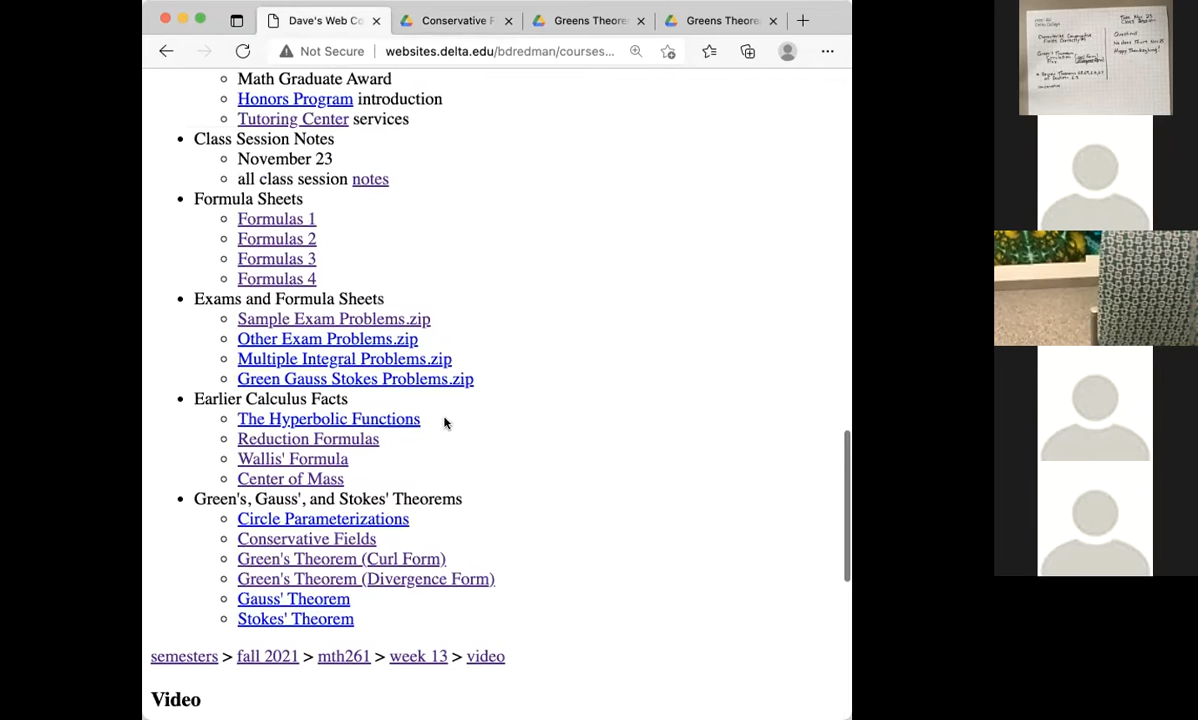 Dave's Web Co
Conservative F
Greens Theore
Greens Theore
Not Secure
websites.delta.edu/bdredman/courses...
Math Graduate Award
Honors Program introduction
Tutoring Center services
Class Session Notes
November 23
all class session notes
Formula Sheets
Formulas 1
Formulas 2
Formulas 3
Formulas 4
Exams and Formula Sheets
Sample Exam Problems.zip
Other Exam Problems.zip
Multiple Integral Problems.zip
Green Gauss Stokes Problems.zip
Earlier Calculus Facts
The Hyperbolic Functions
Reduction Formulas
Wallis' Formula
Center of Mass
Green's, Gauss', and Stokes' Theorems
Circle Parameterizations
Conservative Fields
Green's Theorem (Curl Form)
Green's Theorem (Divergence Form)
Gauss' Theorem
Stokes' Theorem
semesters > fall 2021 > mth261 > week 13 > video
Video